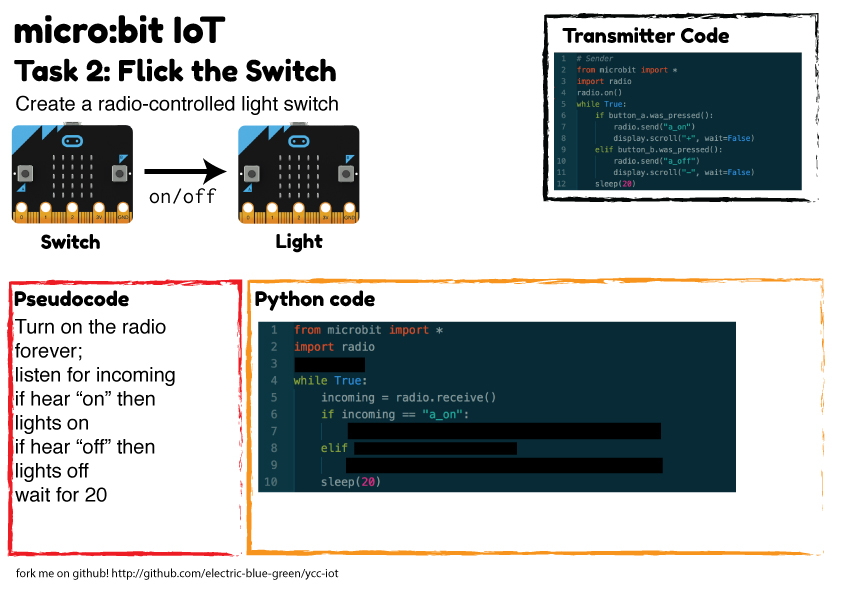 micro:bit IoT
Task 2: Flick the Switch
Create a radio-controlled light switch
on/off
0 1 2 3V GND
0 1 2 3V GND
Switch
Light
Transmitter Code
1 # Sender
2 from microbit import *
3 import radio
4 radio.on()
5 while True:
6 if button_a.was_pressed():
7 radio.send("a_on")
8 display.scroll("+", wait=False)
9 elif button_b.was_pressed():
10 radio.send("a_off")
11 display.scroll("-", wait=False)
12 sleep(20)
Pseudocode
Turn on the radio
forever;
listen for incoming
if hear “on” then
lights on
if hear “off” then
lights off
wait for 20
Python code
1 from microbit import *
2 import radio
3
4 while True:
5 incoming = radio.receive()
6 if incoming == "a_on":
7
8 elif
9
10 sleep(20)
fork me on github! http://github.com/electric-blue-green/ycc-iot